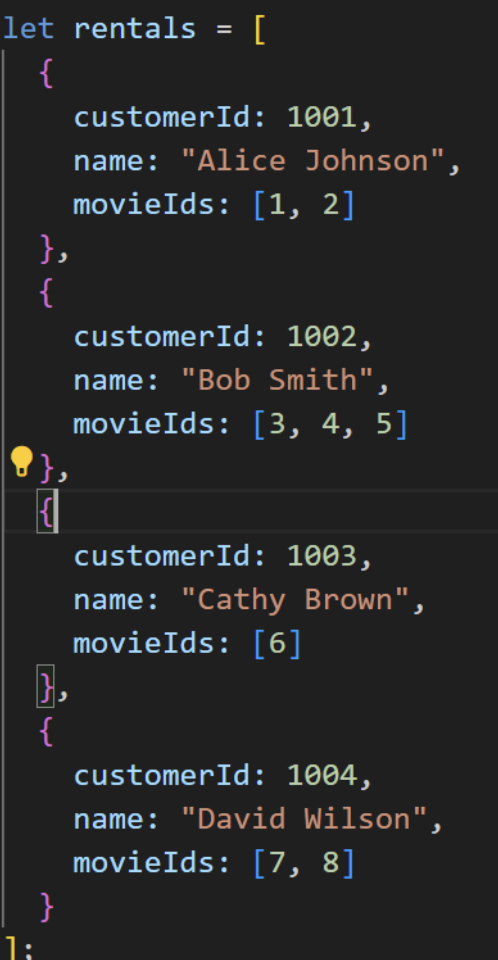 let rentals = [
  {
    customerId: 1001,
    name: "Alice Johnson",
    movieIds: [1, 2]
  },
  {
    customerId: 1002,
    name: "Bob Smith",
    movieIds: [3, 4, 5]
  },
  {
    customerId: 1003,
    name: "Cathy Brown",
    movieIds: [6]
  },
  {
    customerId: 1004,
    name: "David Wilson",
    movieIds: [7, 8]
  }
];